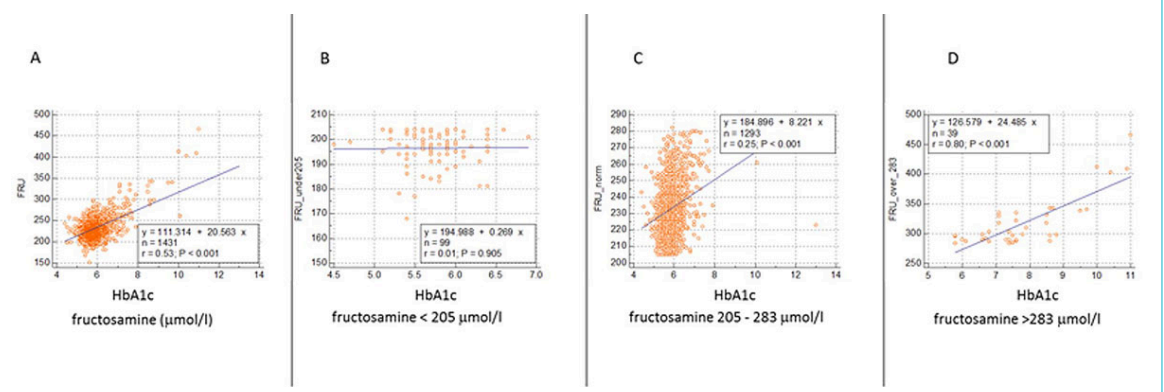 A
FRU
500
450
400
350
300
250
200
150
y = 111.314 + 20.563 x
n = 1431
r = 0.53; P < 0.001
4 6 8 10 12 14
HbA1c
fructosamine (µmol/l)
B
FRU_under205
210
200
190
180
170
160
150
y = 194.988 + 0.269 x
n = 99
r = 0.01; P = 0.905
4.5 5.0 5.5 6.0 6.5 7.0
HbA1c
fructosamine < 205 µmol/l
C
FRU_norm
290
280
270
260
250
240
230
220
210
200
y = 184.896 + 8.221 x
n = 1293
r = 0.25; P < 0.001
4 6 8 10 12 14
HbA1c
fructosamine 205 - 283 µmol/l
D
FRU_over_283
500
450
400
350
300
250
y = 126.579 + 24.485 x
n = 39
r = 0.80; P < 0.001
5 6 7 8 9 10 11
HbA1c
fructosamine >283 µmol/l